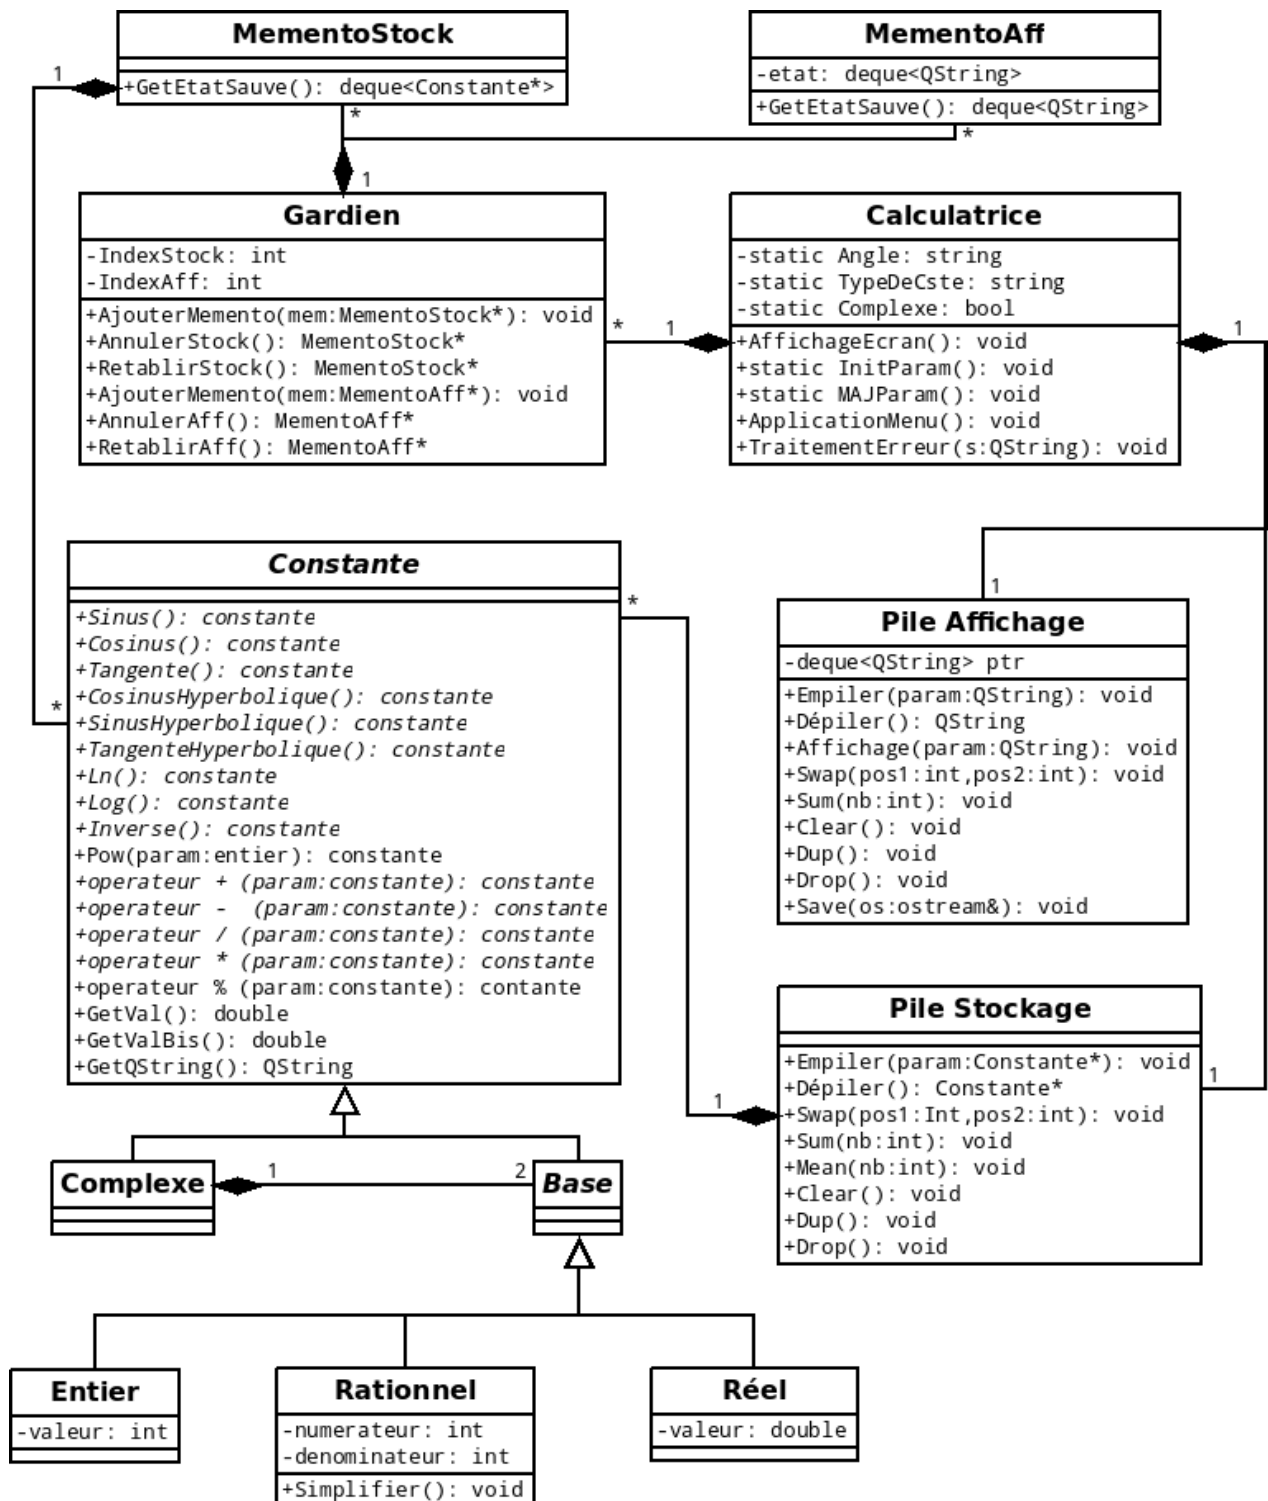 MementoStock
+GetEtatSauve(): deque<Constante*>
1
*
MementoAff
-etat: deque<QString>
+GetEtatSauve(): deque<QString>
*
1
Gardien
-IndexStock: int
-IndexAff: int
+AjouterMemento(mem:MementoStock*): void
+AnnulerStock(): MementoStock*
+RetablirStock(): MementoStock*
+AjouterMemento(mem:MementoAff*): void
+AnnulerAff(): MementoAff*
+RetablirAff(): MementoAff*
*
1
Calculatrice
-static Angle: string
-static TypeDeCste: string
-static Complexe: bool
+AffichageEcran(): void
+static InitParam(): void
+static MAJParam(): void
+ApplicationMenu(): void
+TraitementErreur(s:QString): void
1
Constante
+Sinus(): constante
+Cosinus(): constante
+Tangente(): constante
+CosinusHyperbolique(): constante
+SinusHyperbolique(): constante
+TangenteHyperbolique(): constante
+Ln(): constante
+Log(): constante
+Inverse(): constante
+Pow(param:entier): constante
+operateur + (param:constante): constante
+operateur -  (param:constante): constante
+operateur / (param:constante): constante
+operateur * (param:constante): constante
+operateur % (param:constante): contante
+GetVal(): double
+GetValBis(): double
+GetQString(): QString
*
*
1
Pile Affichage
-deque<QString> ptr
+Empiler(param:QString): void
+Dépiler(): QString
+Affichage(param:QString): void
+Swap(pos1:int,pos2:int): void
+Sum(nb:int): void
+Clear(): void
+Dup(): void
+Drop(): void
+Save(os:ostream&): void
Pile Stockage
+Empiler(param:Constante*): void
+Dépiler(): Constante*
+Swap(pos1:Int,pos2:int): void
+Sum(nb:int): void
+Mean(nb:int): void
+Clear(): void
+Dup(): void
+Drop(): void
1
1
Complexe
1
2
Base
Entier
-valeur: int
Rationnel
-numerateur: int
-denominateur: int
+Simplifier(): void
Réel
-valeur: double